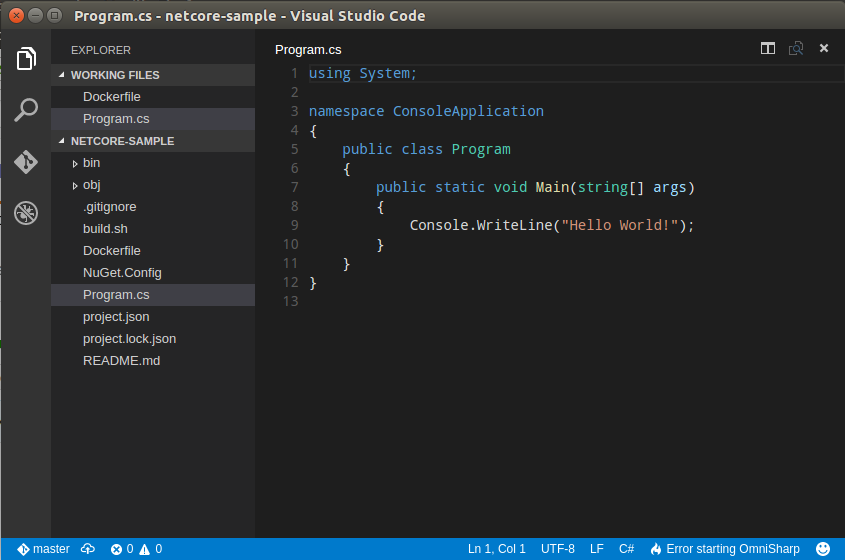 Program.cs - netcore-sample - Visual Studio Code
EXPLORER
WORKING FILES
Dockerfile
Program.cs
NETCORE-SAMPLE
bin
obj
.gitignore
build.sh
Dockerfile
NuGet.Config
Program.cs
project.json
project.lock.json
README.md
Program.cs
1 using System;
2
3 namespace ConsoleApplication
4 {
5     public class Program
6     {
7         public static void Main(string[] args)
8         {
9             Console.WriteLine("Hello World!");
10         }
11     }
12 }
13
master 0 0 Ln 1, Col 1 UTF-8 LF C# Error starting OmniSharp